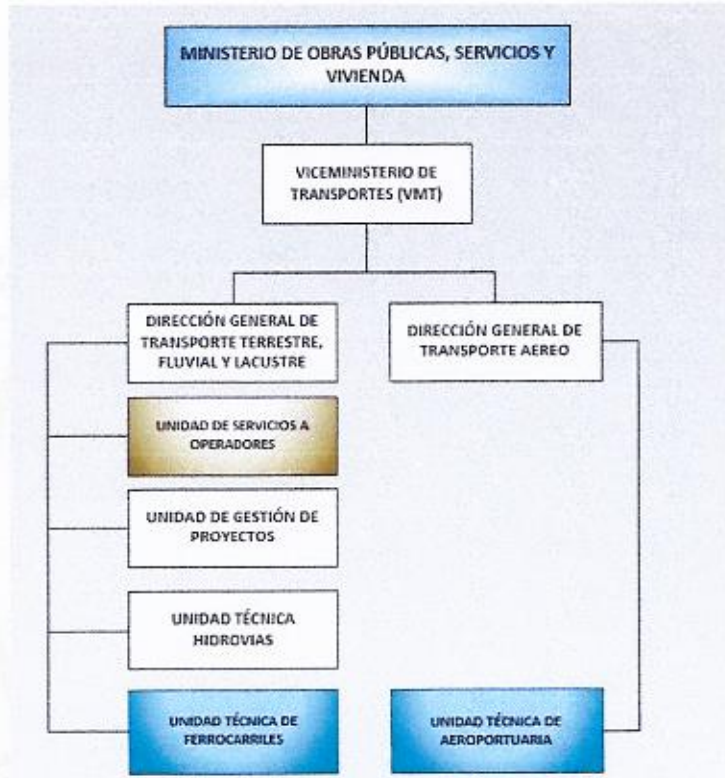 MINISTERIO DE OBRAS PÚBLICAS, SERVICIOS Y
VIVIENDA
VICEMINISTERIO DE
TRANSPORTES (VMT)
DIRECCIÓN GENERAL DE
TRANSPORTE TERRESTRE,
FLUVIAL Y LACUSTRE
DIRECCIÓN GENERAL DE
TRANSPORTE AEREO
UNIDAD DE SERVICIOS A
OPERADORES
UNIDAD DE GESTIÓN DE
PROYECTOS
UNIDAD TÉCNICA
HIDROVIAS
UNIDAD TÉCNICA DE
FERROCARRILES
UNIDAD TÉCNICA DE
AEROPORTUARIA